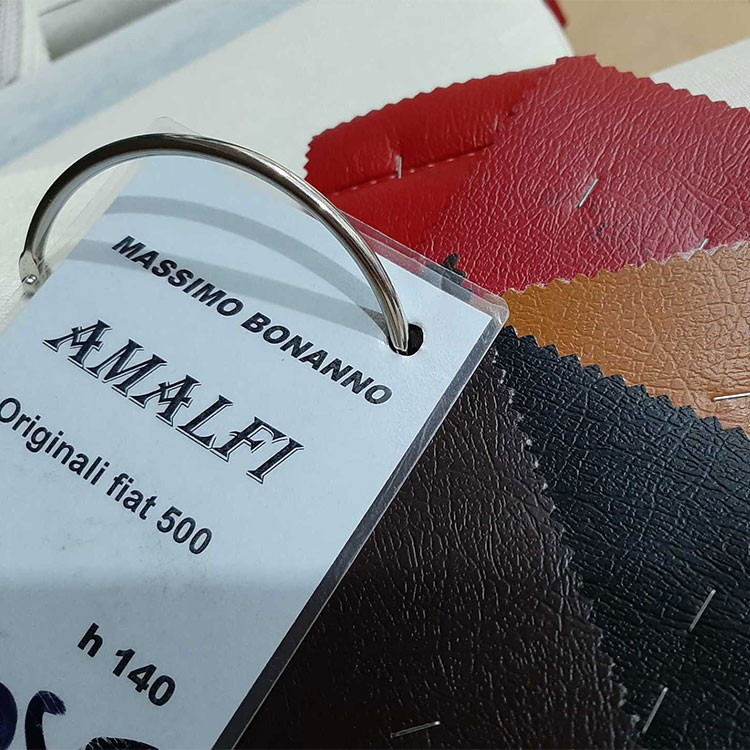 MASSIMO BONANNO
AMALFI
Originali fiat 500
h 140